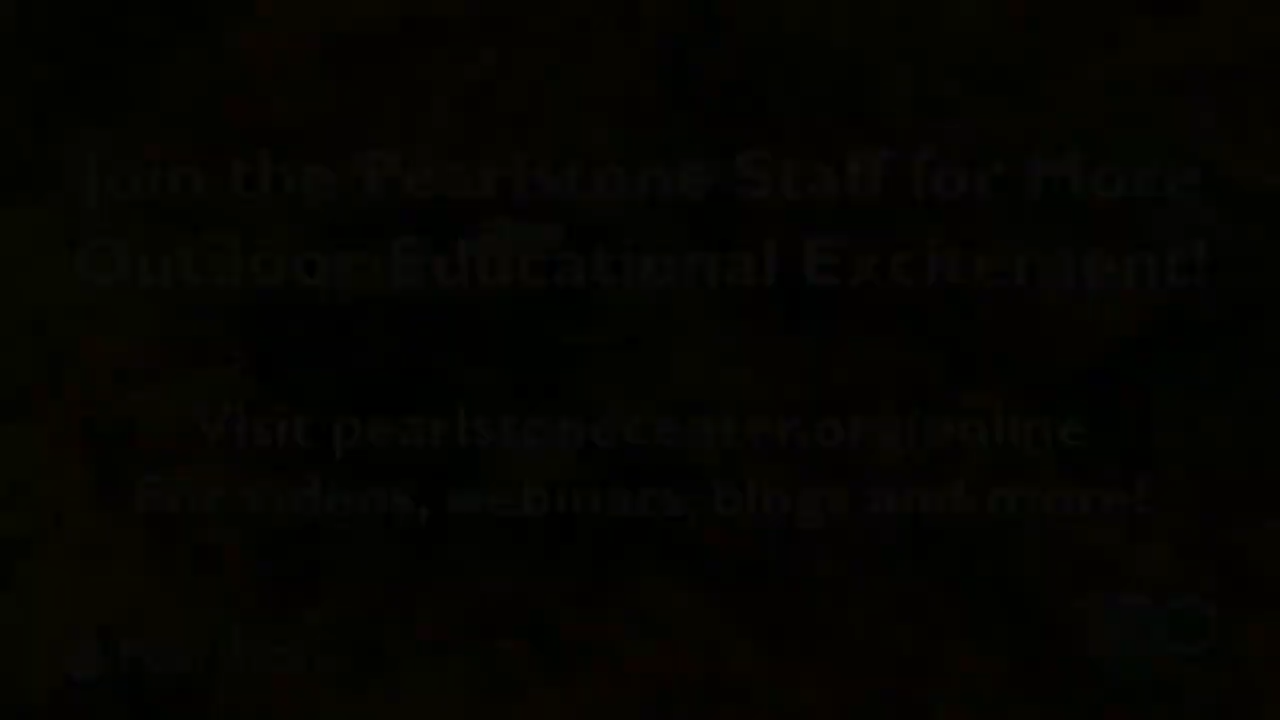 Join the Pearlstone Staff for More
Outdoor Educational Excitement!
Visit pearlstonecenter.org/online
For videos, webinars, blogs and more!